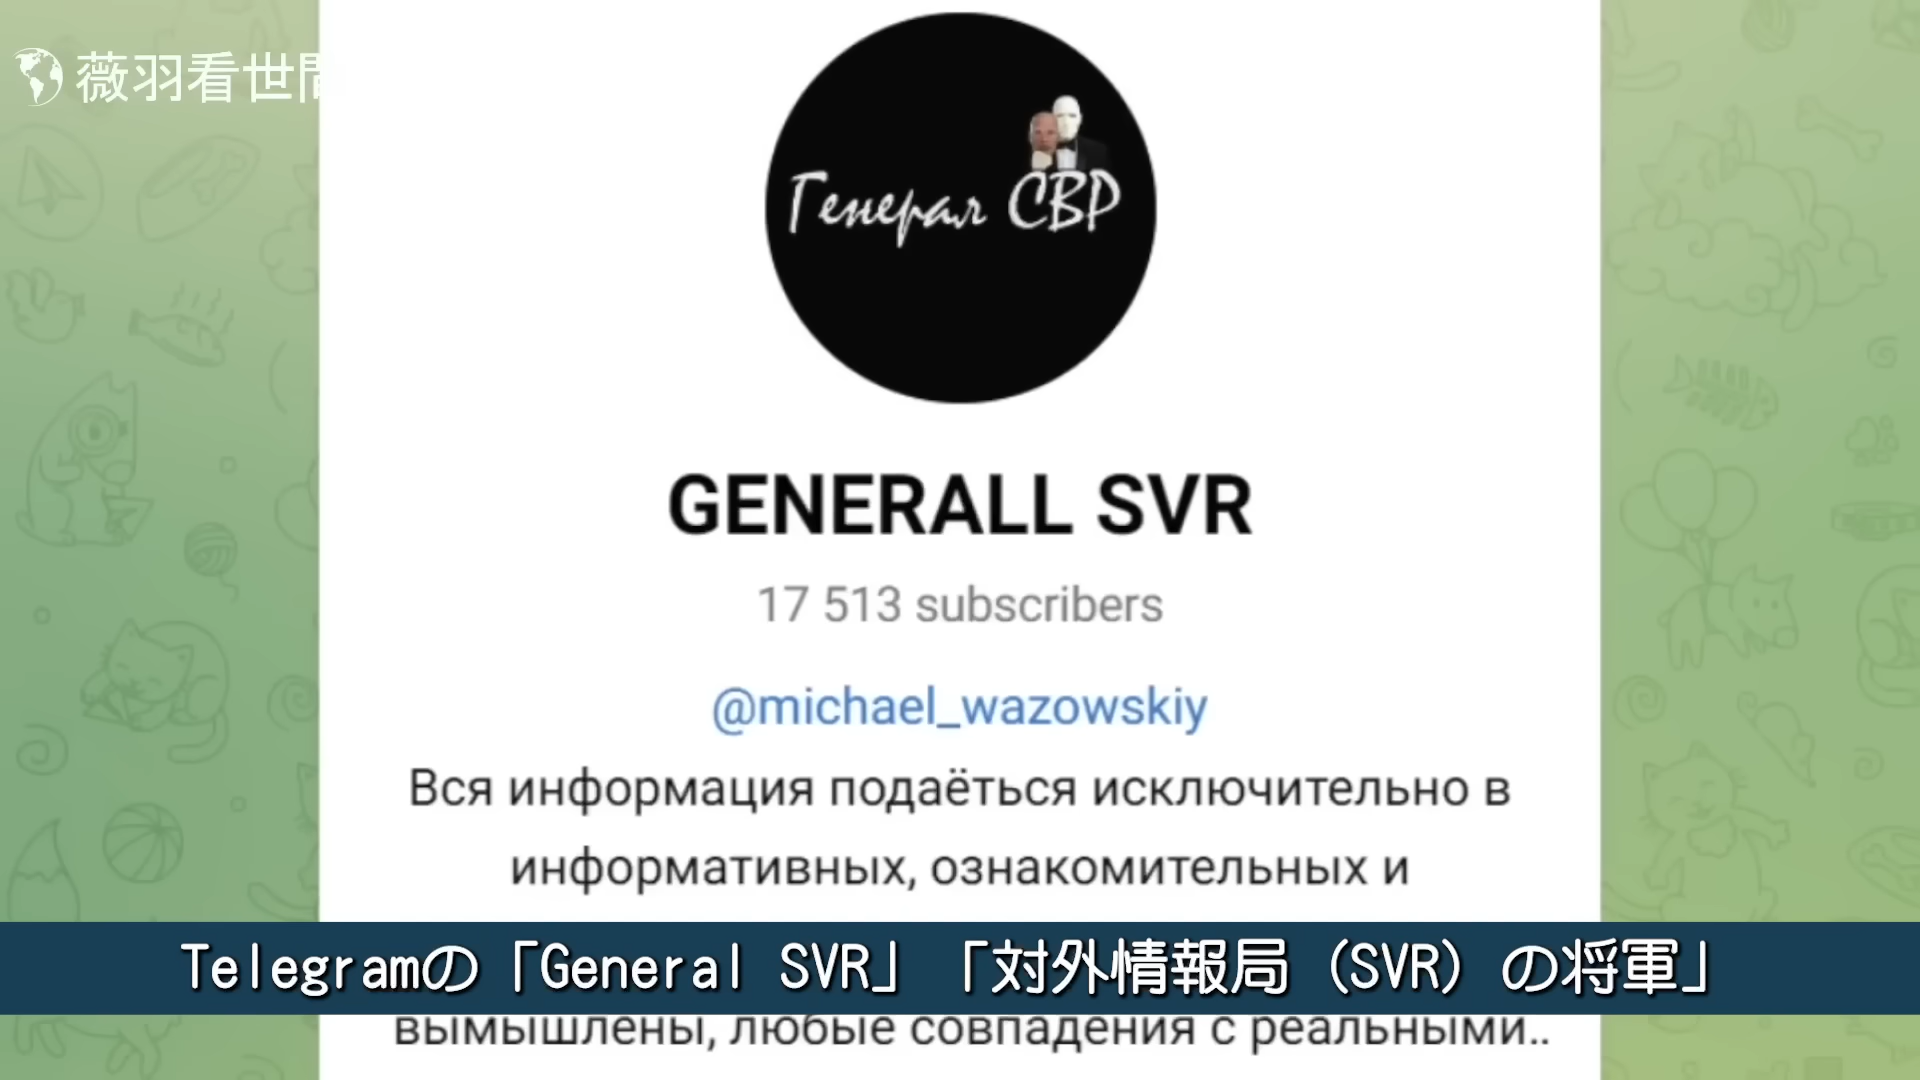 薇羽看世間
Генерал СВР
GENERALL SVR
17 513 subscribers
@michael_wazowskiy
Вся информация подаёться исключительно в
информативных, ознакомительных и
Telegramの「General SVR」「対外情報局（SVR）の将軍」
вымышлены, любые совпадения с реальными..